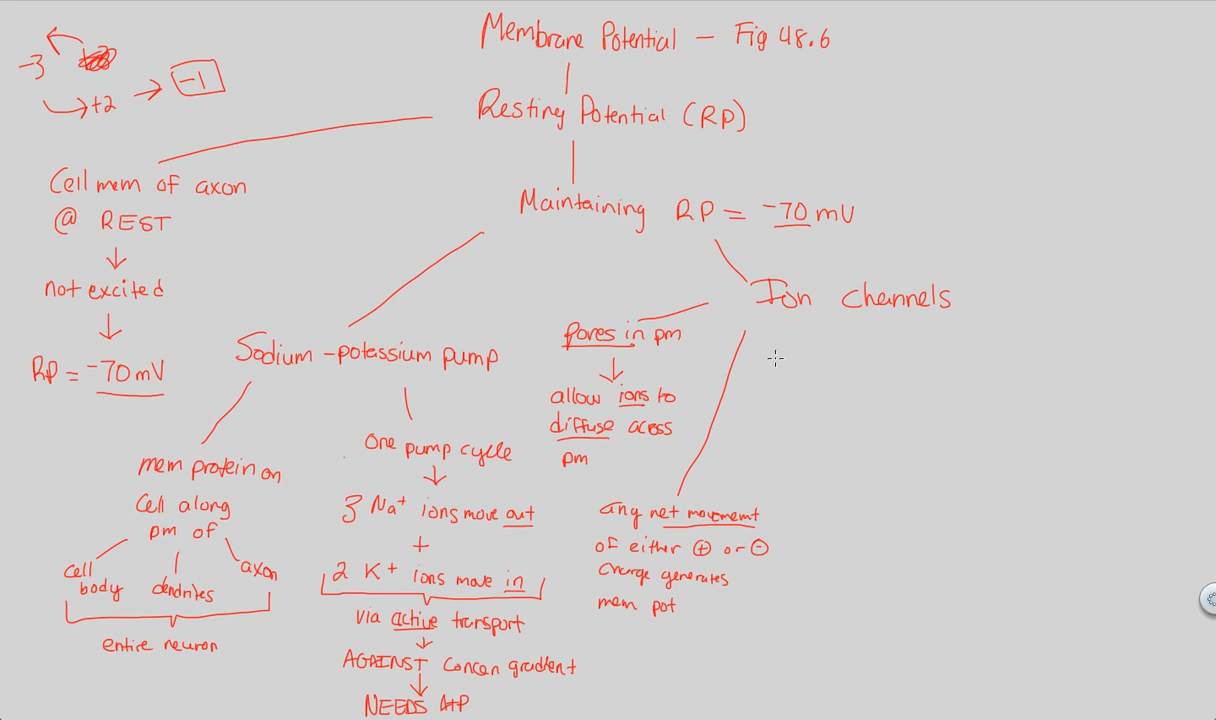 Membrane Potential - Fig 48.6
-3
+2 → -1
Resting Potential (RP)
Cell mem of axon
@ REST
↓
not excited
↓
RP = -70mV
Maintaining RP = -70 mV
Sodium-potassium pump
mem protein on
cell along
pm of
cell
body
dendrites
axon
entire neuron
One pump cycle
↓
3 Na+ ions move out
+
2 K+ ions move in
via active transport
↓
AGAINST concen gradient
↓
NEEDS ATP
Ion channels
pores in pm
↓
allow ions to
diffuse acoss
pm
any net movement
of either ⊕ or ⊖
charge generates
mem pot